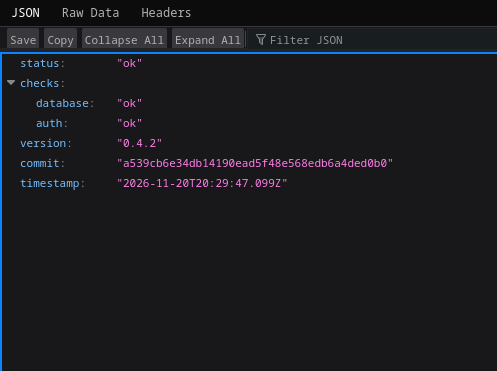 JSON Raw Data Headers
Save Copy Collapse All Expand All Filter JSON
status: "ok"
checks:
database: "ok"
auth: "ok"
version: "0.4.2"
commit: "a539cb6e34db14190ead5f48e568edb6a4ded0b0"
timestamp: "2026-11-20T20:29:47.099Z"